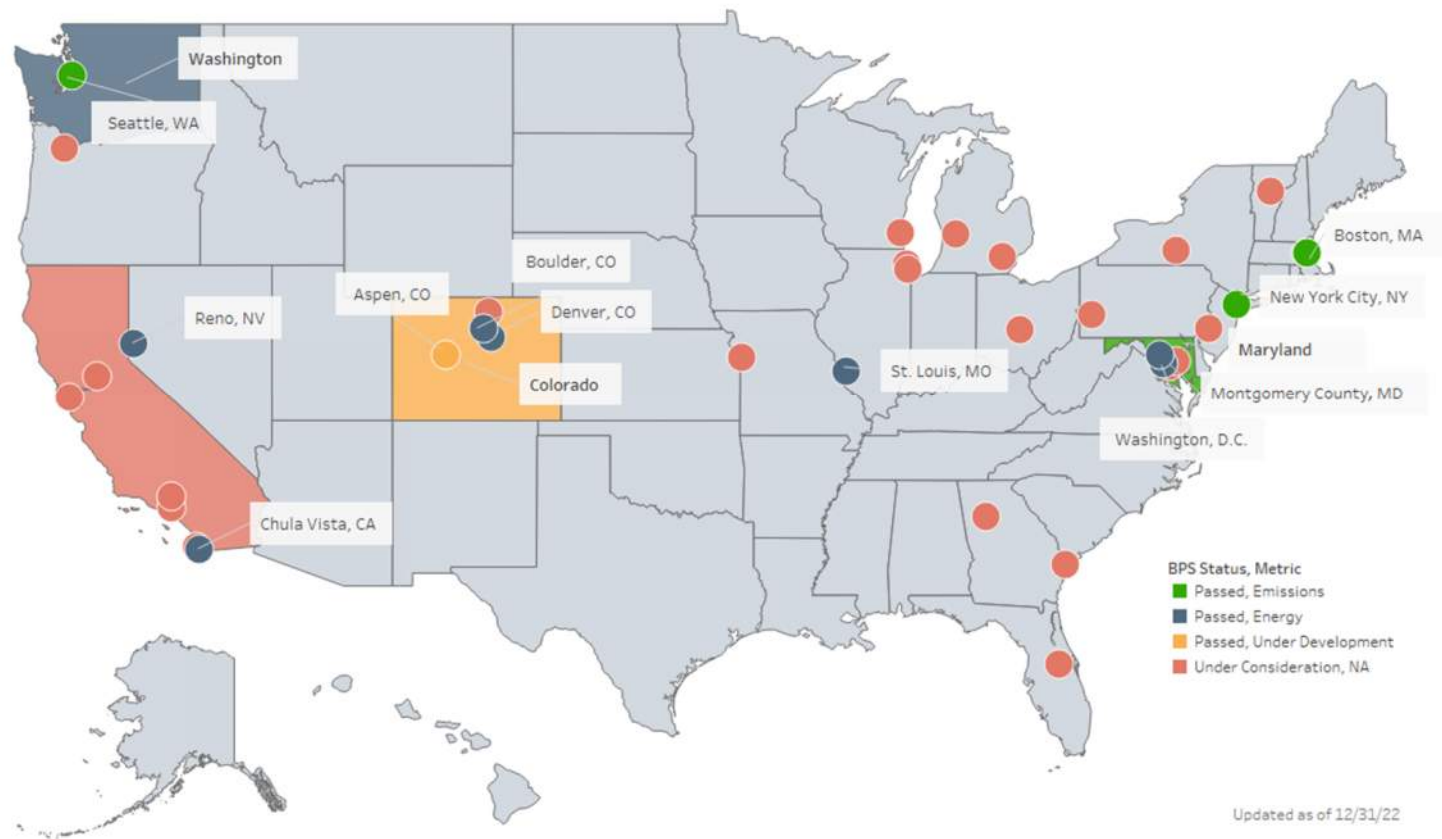 Washington
Seattle, WA
Boston, MA
Boulder, CO
Aspen, CO
Denver, CO
Reno, NV
New York City, NY
Maryland
St. Louis, MO
Colorado
Montgomery County, MD
Washington, D.C.
Chula Vista, CA
BPS Status, Metric
Passed, Emissions
Passed, Energy
Passed, Under Development
Under Consideration, NA
Updated as of 12/31/22